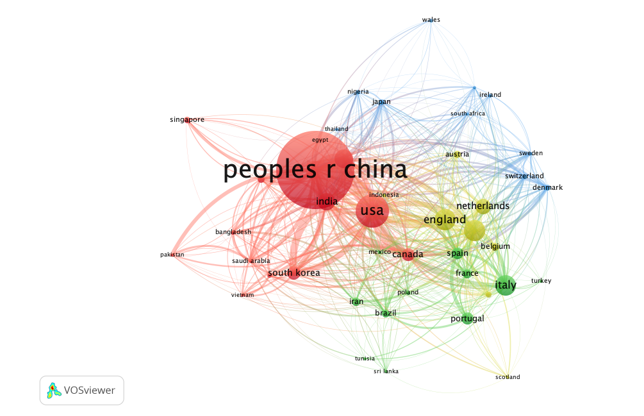 wales
nigeria
japan
ireland
south africa
singapore
thailand
egypt
austria
sweden
peoples r china
switzerland
denmark
indonesia
india
usa
netherlands
england
bangladesh
belgium
pakistan
saudi arabia
mexico
canada
spain
south korea
france
turkey
italy
vietnam
poland
iran
brazil
portugal
tunisia
sri lanka
scotland
VOSviewer